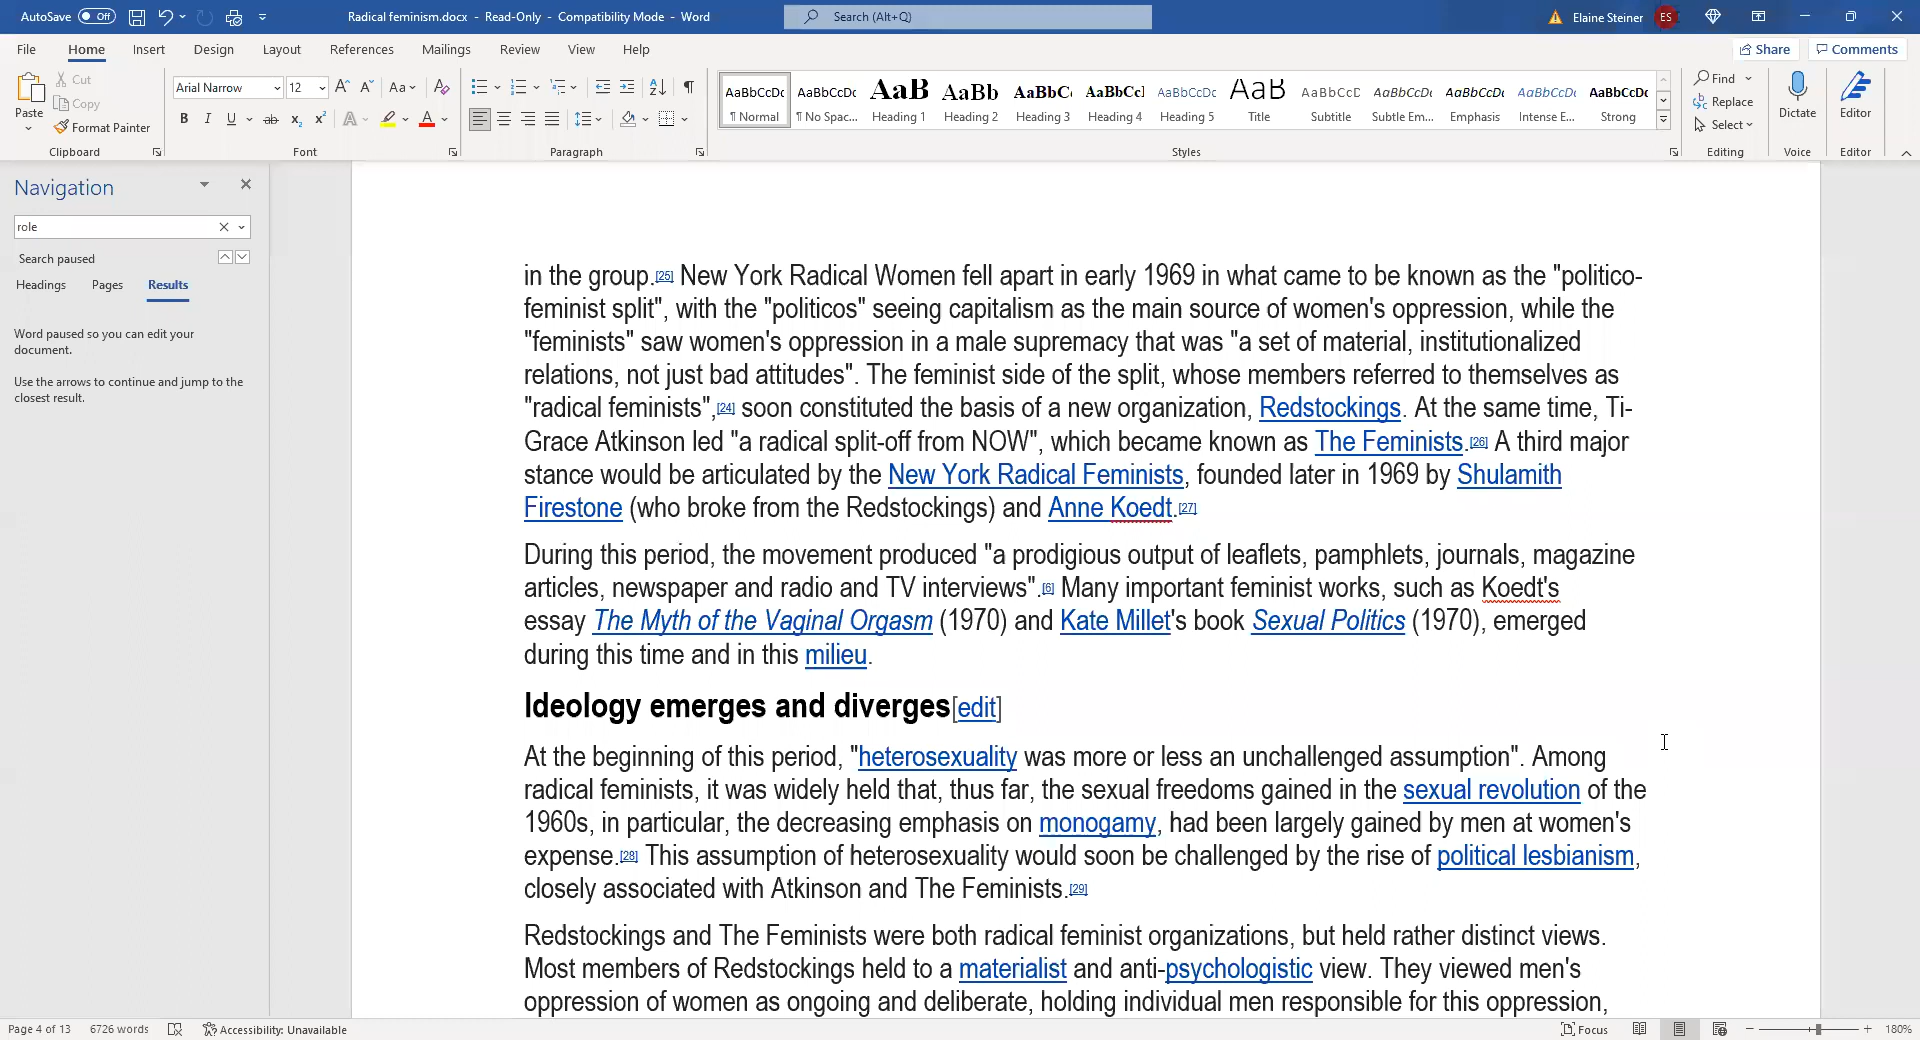 AutoSave Off Radical feminism.docx - Read-Only - Compatibility Mode - Word Search (Alt+Q) Elaine Steiner ES
File Home Insert Design Layout References Mailings Review View Help Share Comments
Cut
Copy
Format Painter
Paste
Clipboard
Arial Narrow 12
Font
Paragraph
AaBbCcDc AaBbCcDc AaB AaBb AaBbC AaBbCcI AaBbCcDc AaB AaBbCcD AaBbCcDc AaBbCcDc AaBbCcDc AaBbCcDc
¶ Normal ¶ No Spac... Heading 1 Heading 2 Heading 3 Heading 4 Heading 5 Title Subtitle Subtle Em... Emphasis Intense E... Strong
Styles
Find
Replace
Select
Editing
Dictate
Voice
Editor
Editor
Navigation
role
Search paused
Headings Pages Results
Word paused so you can edit your
document.
Use the arrows to continue and jump to the
closest result.
in the group.[25] New York Radical Women fell apart in early 1969 in what came to be known as the "politico-
feminist split", with the "politicos" seeing capitalism as the main source of women's oppression, while the
"feminists" saw women's oppression in a male supremacy that was "a set of material, institutionalized
relations, not just bad attitudes". The feminist side of the split, whose members referred to themselves as
"radical feminists",[24] soon constituted the basis of a new organization, Redstockings. At the same time, Ti-
Grace Atkinson led "a radical split-off from NOW", which became known as The Feminists.[26] A third major
stance would be articulated by the New York Radical Feminists, founded later in 1969 by Shulamith
Firestone (who broke from the Redstockings) and Anne Koedt.[27]
During this period, the movement produced "a prodigious output of leaflets, pamphlets, journals, magazine
articles, newspaper and radio and TV interviews".[6] Many important feminist works, such as Koedt's
essay The Myth of the Vaginal Orgasm (1970) and Kate Millet's book Sexual Politics (1970), emerged
during this time and in this milieu.
Ideology emerges and diverges[edit]
At the beginning of this period, "heterosexuality was more or less an unchallenged assumption". Among
radical feminists, it was widely held that, thus far, the sexual freedoms gained in the sexual revolution of the
1960s, in particular, the decreasing emphasis on monogamy, had been largely gained by men at women's
expense.[28] This assumption of heterosexuality would soon be challenged by the rise of political lesbianism,
closely associated with Atkinson and The Feminists.[29]
Redstockings and The Feminists were both radical feminist organizations, but held rather distinct views.
Most members of Redstockings held to a materialist and anti-psychologistic view. They viewed men's
oppression of women as ongoing and deliberate, holding individual men responsible for this oppression,
Page 4 of 13 6726 words Accessibility: Unavailable Focus 180%